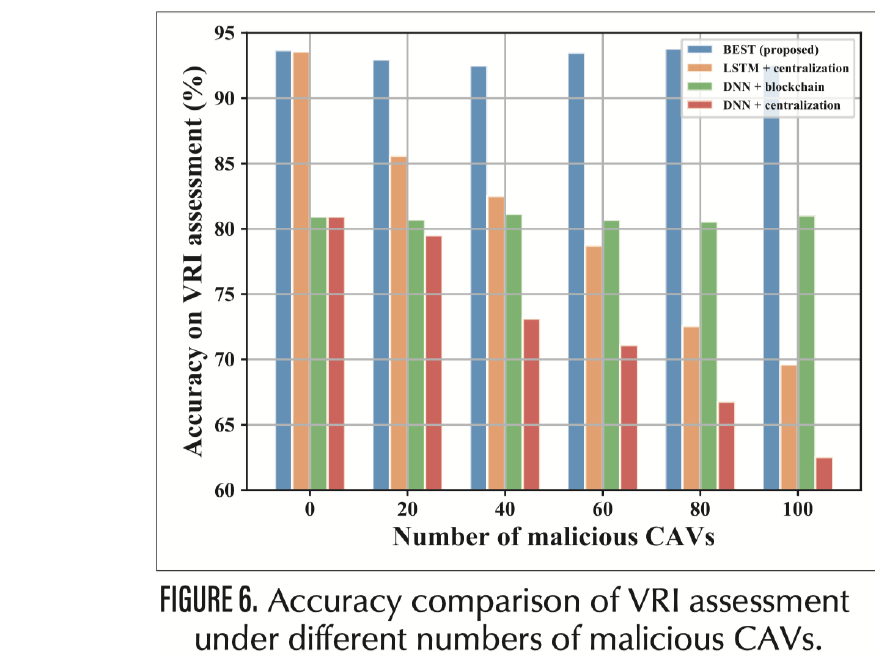 95
90
85
80
75
70
65
60
Accuracy on VRI assessment (%)
BEST (proposed)
LSTM + centralization
DNN + blockchain
DNN + centralization
0 20 40 60 80 100
Number of malicious CAVs
FIGURE 6. Accuracy comparison of VRI assessment
under different numbers of malicious CAVs.